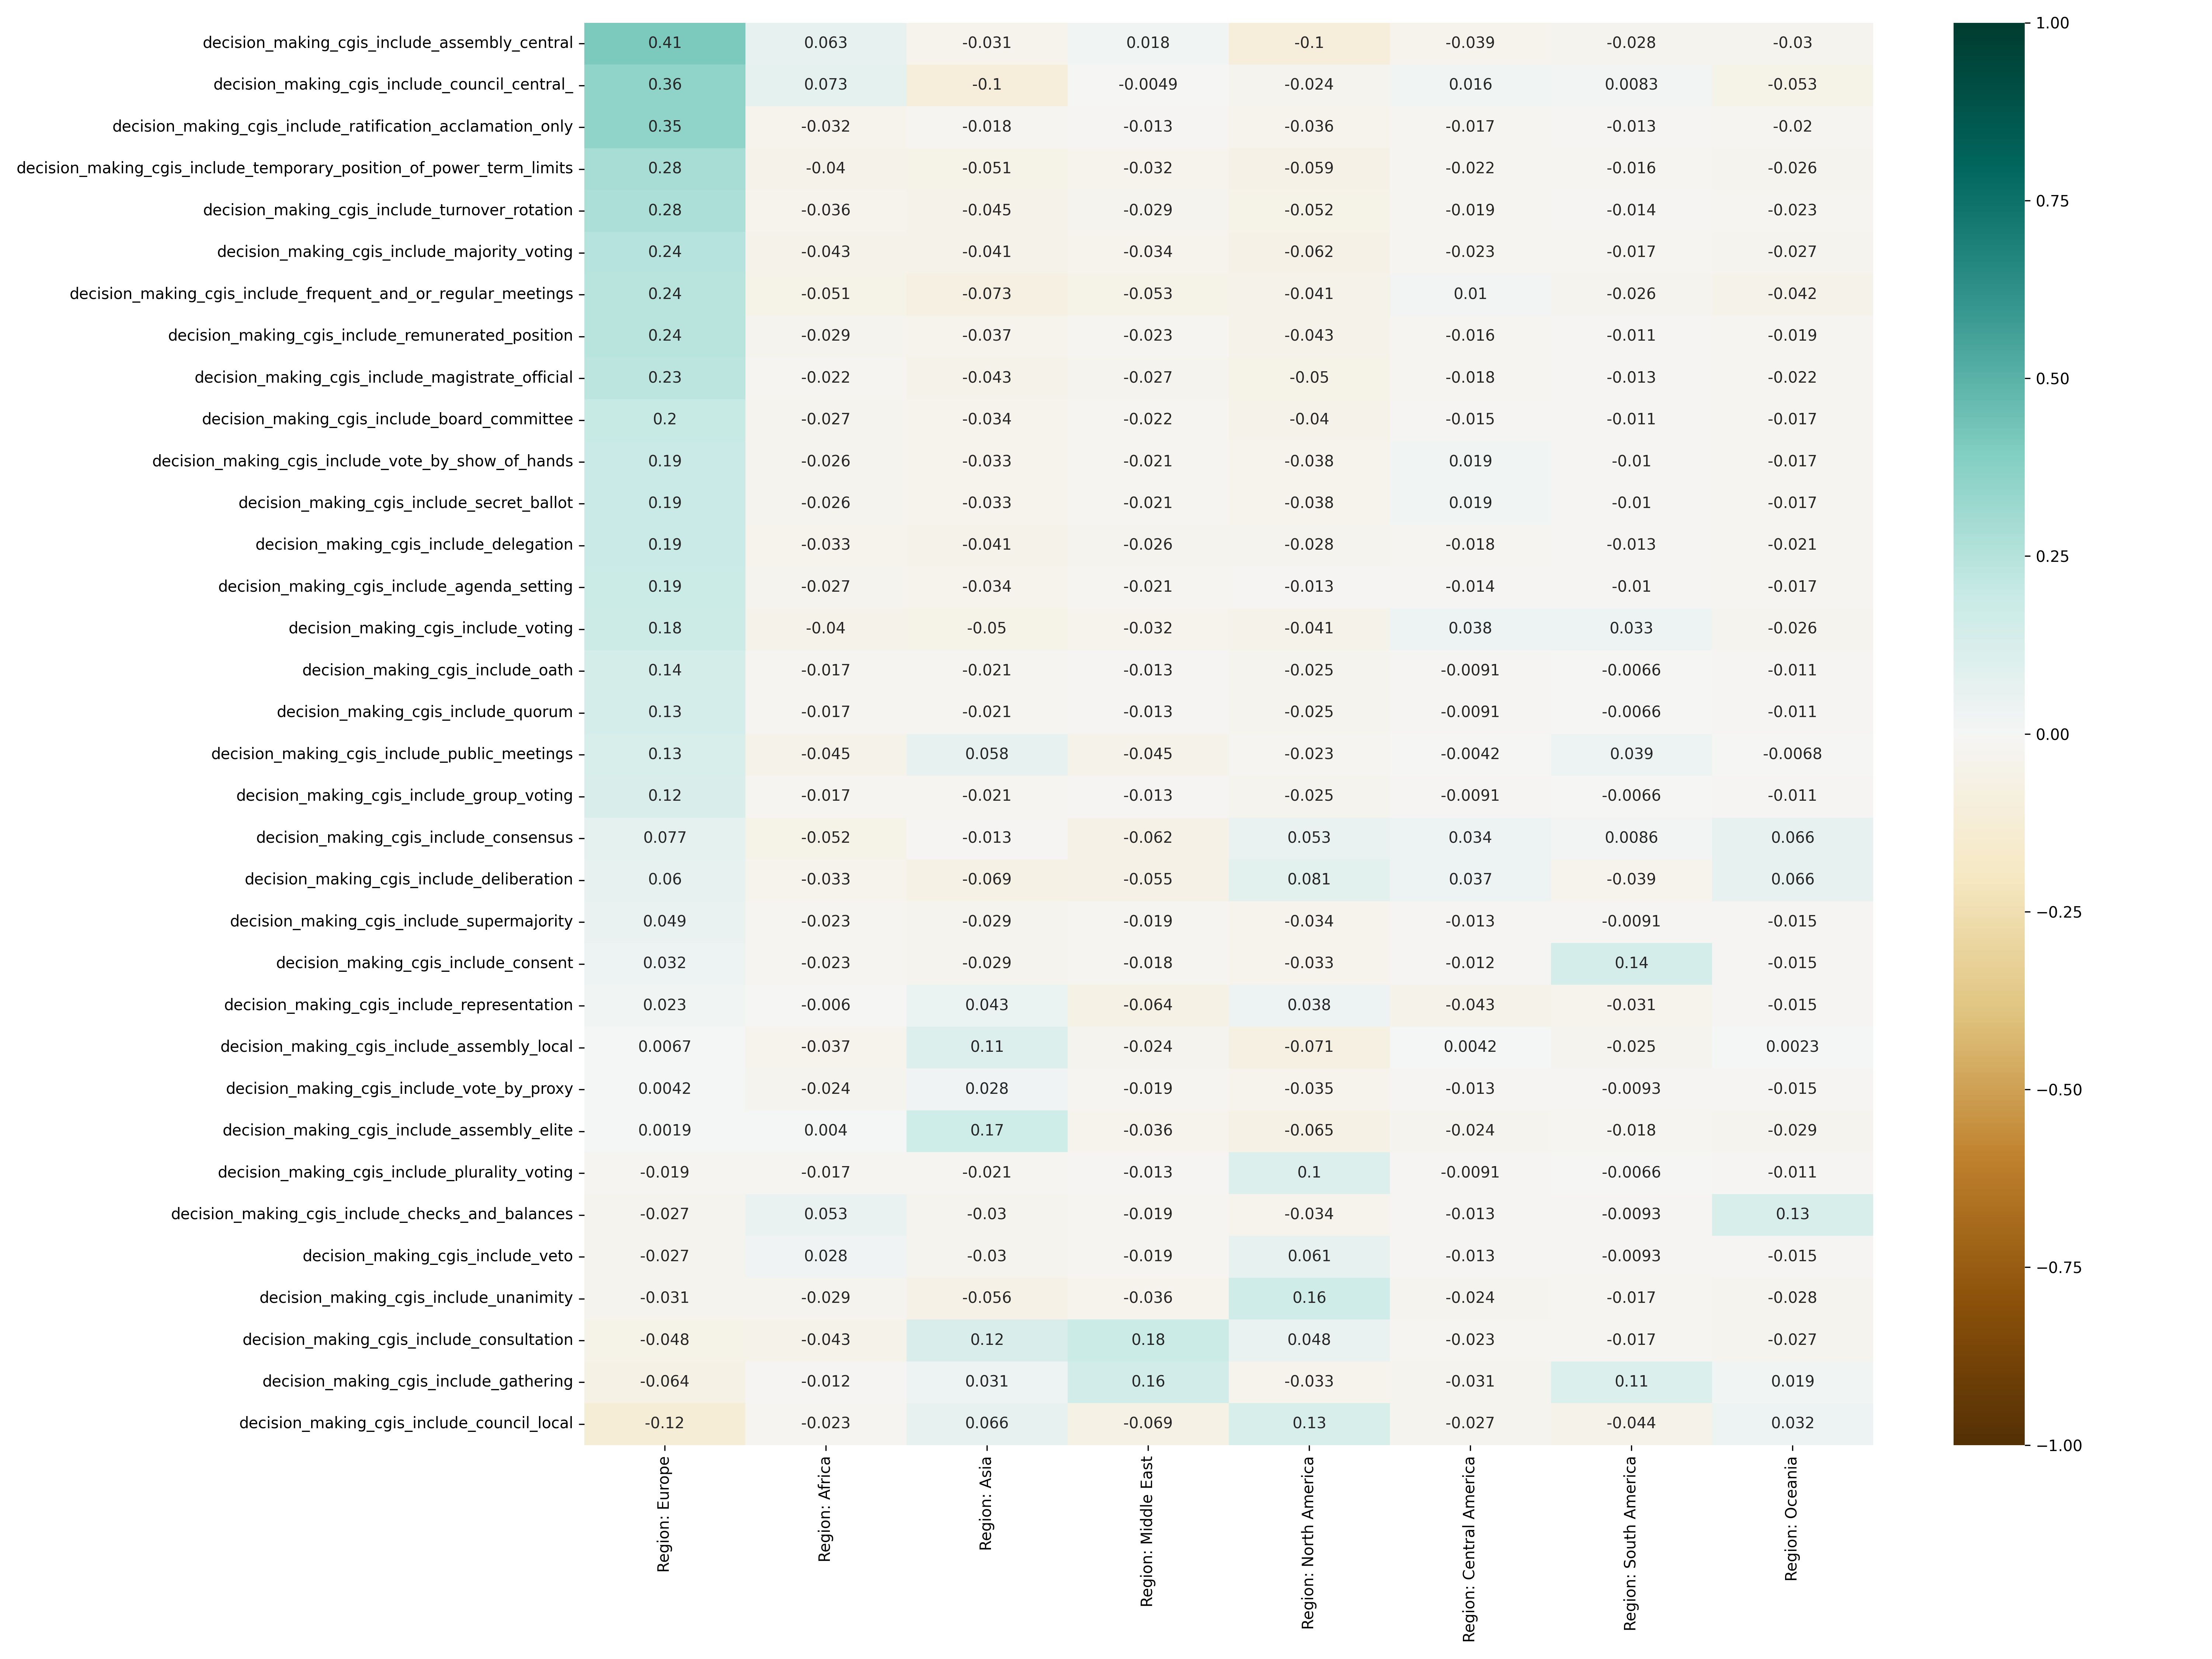 decision_making_cgis_include_assembly_central 0.41 0.063 -0.031 0.018 -0.1 -0.039 -0.028 -0.03
decision_making_cgis_include_council_central_ 0.36 0.073 -0.1 -0.0049 -0.024 0.016 0.0083 -0.053
decision_making_cgis_include_ratification_acclamation_only 0.35 -0.032 -0.018 -0.013 -0.036 -0.017 -0.013 -0.02
decision_making_cgis_include_temporary_position_of_power_term_limits 0.28 -0.04 -0.051 -0.032 -0.059 -0.022 -0.016 -0.026
decision_making_cgis_include_turnover_rotation 0.28 -0.036 -0.045 -0.029 -0.052 -0.019 -0.014 -0.023
decision_making_cgis_include_majority_voting 0.24 -0.043 -0.041 -0.034 -0.062 -0.023 -0.017 -0.027
decision_making_cgis_include_frequent_and_or_regular_meetings 0.24 -0.051 -0.073 -0.053 -0.041 0.01 -0.026 -0.042
decision_making_cgis_include_remunerated_position 0.24 -0.029 -0.037 -0.023 -0.043 -0.016 -0.011 -0.019
decision_making_cgis_include_magistrate_official 0.23 -0.022 -0.043 -0.027 -0.05 -0.018 -0.013 -0.022
decision_making_cgis_include_board_committee 0.2 -0.027 -0.034 -0.022 -0.04 -0.015 -0.011 -0.017
decision_making_cgis_include_vote_by_show_of_hands 0.19 -0.026 -0.033 -0.021 -0.038 0.019 -0.01 -0.017
decision_making_cgis_include_secret_ballot 0.19 -0.026 -0.033 -0.021 -0.038 0.019 -0.01 -0.017
decision_making_cgis_include_delegation 0.19 -0.033 -0.041 -0.026 -0.028 -0.018 -0.013 -0.021
decision_making_cgis_include_agenda_setting 0.19 -0.027 -0.034 -0.021 -0.013 -0.014 -0.01 -0.017
decision_making_cgis_include_voting 0.18 -0.04 -0.05 -0.032 -0.041 0.038 0.033 -0.026
decision_making_cgis_include_oath 0.14 -0.017 -0.021 -0.013 -0.025 -0.0091 -0.0066 -0.011
decision_making_cgis_include_quorum 0.13 -0.017 -0.021 -0.013 -0.025 -0.0091 -0.0066 -0.011
decision_making_cgis_include_public_meetings 0.13 -0.045 0.058 -0.045 -0.023 -0.0042 0.039 -0.0068
decision_making_cgis_include_group_voting 0.12 -0.017 -0.021 -0.013 -0.025 -0.0091 -0.0066 -0.011
decision_making_cgis_include_consensus 0.077 -0.052 -0.013 -0.062 0.053 0.034 0.0086 0.066
decision_making_cgis_include_deliberation 0.06 -0.033 -0.069 -0.055 0.081 0.037 -0.039 0.066
decision_making_cgis_include_supermajority 0.049 -0.023 -0.029 -0.019 -0.034 -0.013 -0.0091 -0.015
decision_making_cgis_include_consent 0.032 -0.023 -0.029 -0.018 -0.033 -0.012 0.14 -0.015
decision_making_cgis_include_representation 0.023 -0.006 0.043 -0.064 0.038 -0.043 -0.031 -0.015
decision_making_cgis_include_assembly_local 0.0067 -0.037 0.11 -0.024 -0.071 0.0042 -0.025 0.0023
decision_making_cgis_include_vote_by_proxy 0.0042 -0.024 0.028 -0.019 -0.035 -0.013 -0.0093 -0.015
decision_making_cgis_include_assembly_elite 0.0019 0.004 0.17 -0.036 -0.065 -0.024 -0.018 -0.029
decision_making_cgis_include_plurality_voting -0.019 -0.017 -0.021 -0.013 0.1 -0.0091 -0.0066 -0.011
decision_making_cgis_include_checks_and_balances -0.027 0.053 -0.03 -0.019 -0.034 -0.013 -0.0093 0.13
decision_making_cgis_include_veto -0.027 0.028 -0.03 -0.019 0.061 -0.013 -0.0093 -0.015
decision_making_cgis_include_unanimity -0.031 -0.029 -0.056 -0.036 0.16 -0.024 -0.017 -0.028
decision_making_cgis_include_consultation -0.048 -0.043 0.12 0.18 0.048 -0.023 -0.017 -0.027
decision_making_cgis_include_gathering -0.064 -0.012 0.031 0.16 -0.033 -0.031 0.11 0.019
decision_making_cgis_include_council_local -0.12 -0.023 0.066 -0.069 0.13 -0.027 -0.044 0.032
Region: Europe
Region: Africa
Region: Asia
Region: Middle East
Region: North America
Region: Central America
Region: South America
Region: Oceania
1.00
0.75
0.50
0.25
0.00
−0.25
−0.50
−0.75
−1.00